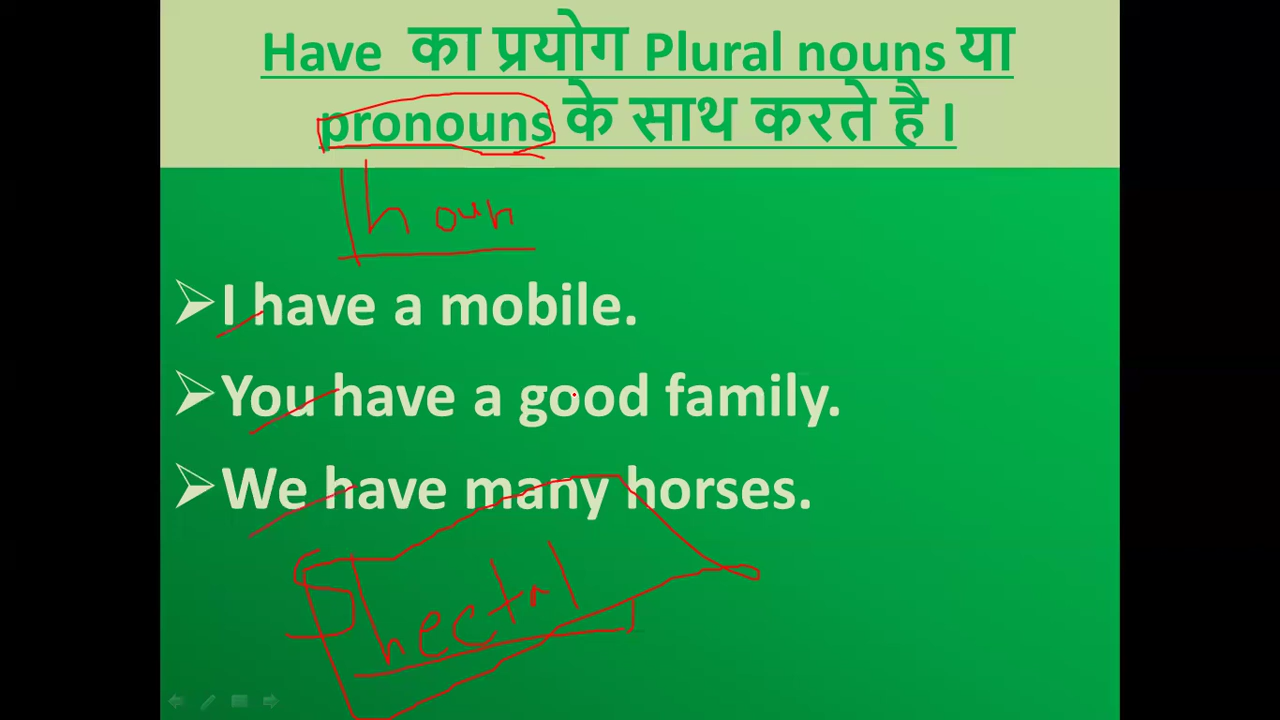 Have का प्रयोग Plural nouns या
pronouns के साथ करते है।
noun
➢I have a mobile.
➢You have a good family.
➢We have many horses.